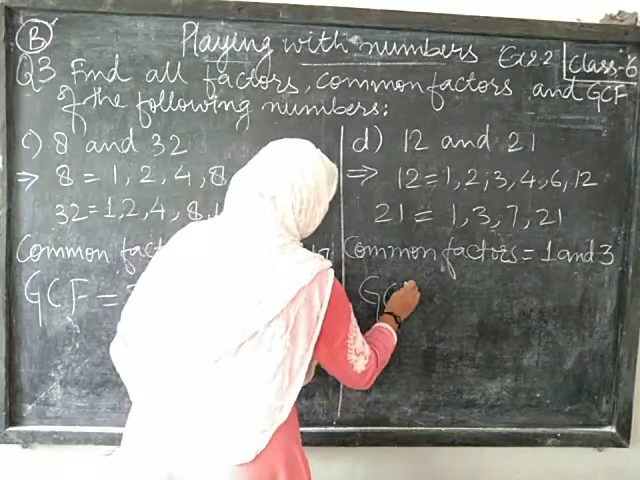 B
Playing with numbers Ex 2.2 Class-6
Q3 Find all factors, common factors and GCF
of the following numbers:
c) 8 and 32
⇒ 8 = 1, 2, 4, 8
32 = 1, 2, 4, 8,
Common
GCF =
d) 12 and 21
⇒ 12 = 1, 2, 3, 4, 6, 12
21 = 1, 3, 7, 21
Common factors = 1 and 3
GC